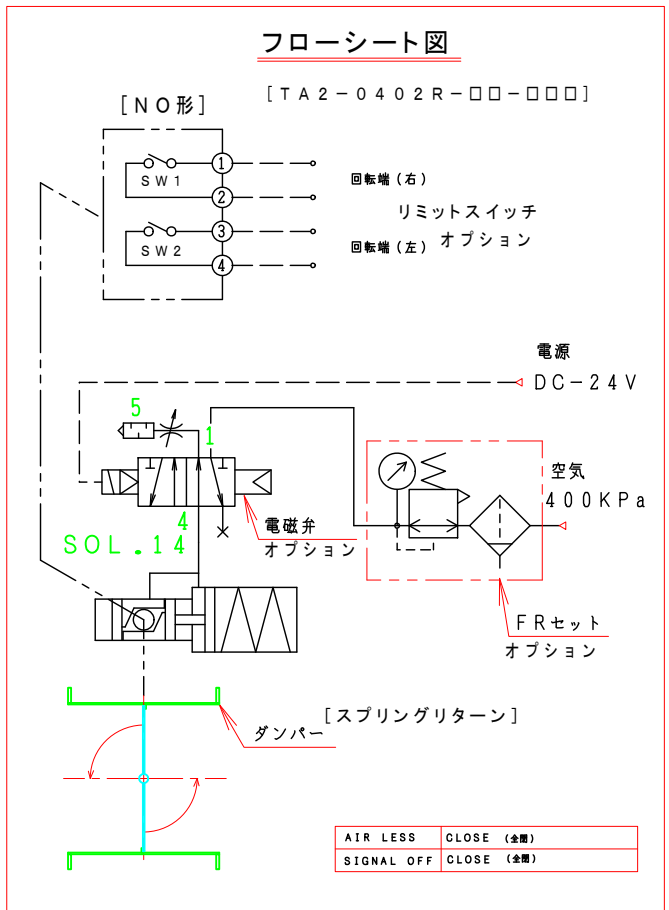 フローシート図
[TA2-0402R-□□-□□□]
[NO形]
1
SW1
2
回転端(右)
リミットスイッチ
オプション
3
SW2
4
回転端(左)
電源
DC-24V
5
1
空気
400KPa
4
SOL.14
電磁弁
オプション
FRセット
オプション
[スプリングリターン]
ダンパー
AIR LESS CLOSE (全閉)
SIGNAL OFF CLOSE (全閉)